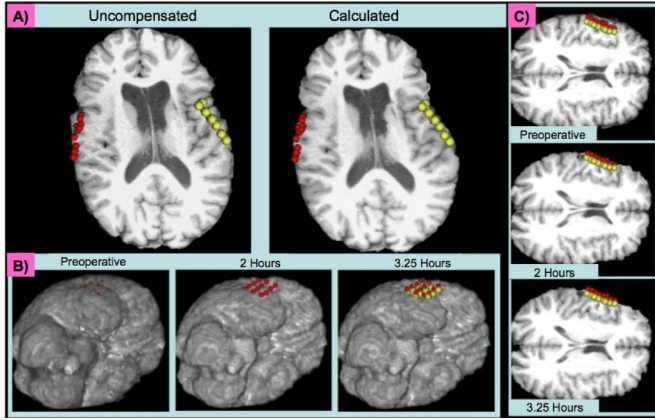 A)
Uncompensated
Calculated
C)
Preoperative
2 Hours
3.25 Hours
B)
Preoperative
2 Hours
3.25 Hours